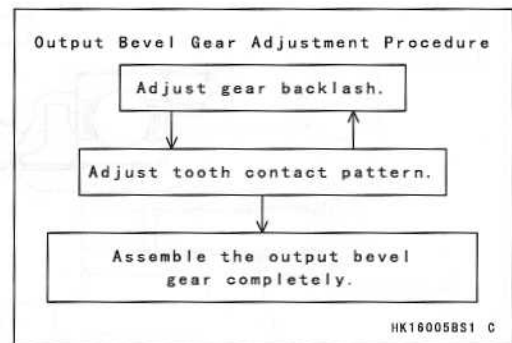 Output Bevel Gear Adjustment Procedure
Adjust gear backlash.
Adjust tooth contact pattern.
Assemble the output bevel
gear completely.
HK16005BS1 C